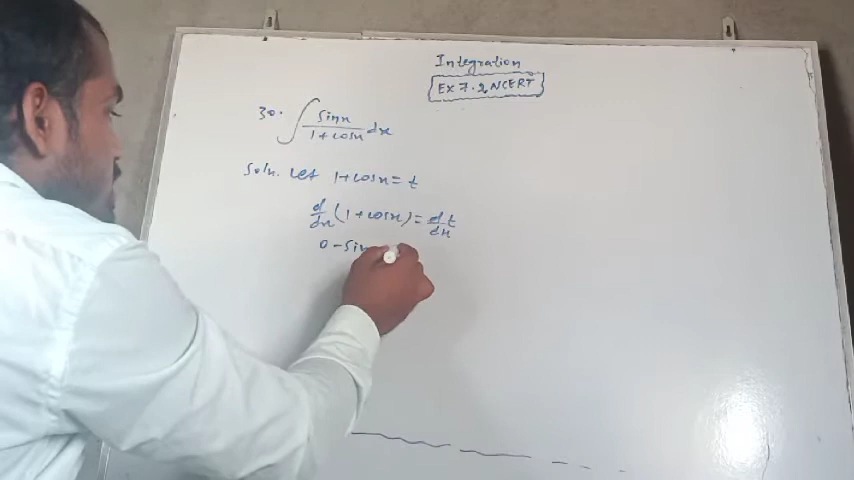 Integration
Ex 7.2 NCERT
30. ∫ sinx / 1+cosx dx
Soln. Let 1+cosx = t
d/dx (1+cosx) = dt/dx
0-sin